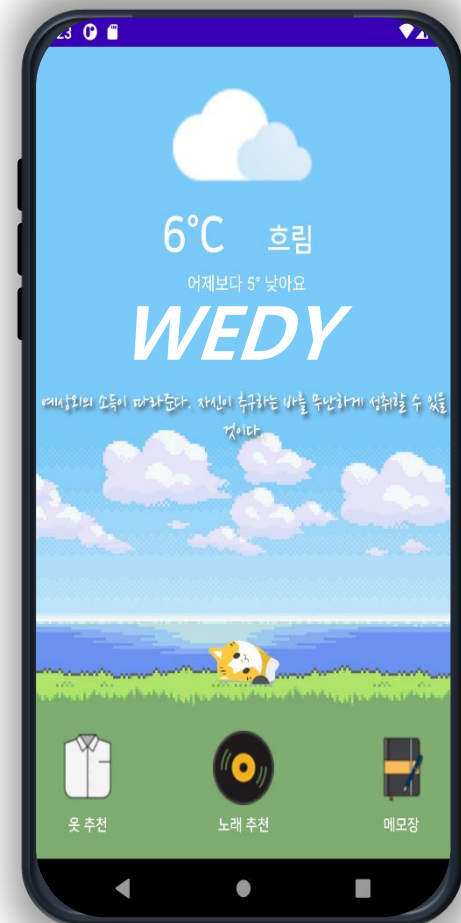 23
6°C 흐림
어제보다 5° 낮아요
WEDY
예상외의 소득이 따라준다. 자신이 추구하는 바를 무난하게 성취할 수 있을
것이다
옷 추천 노래 추천 메모장